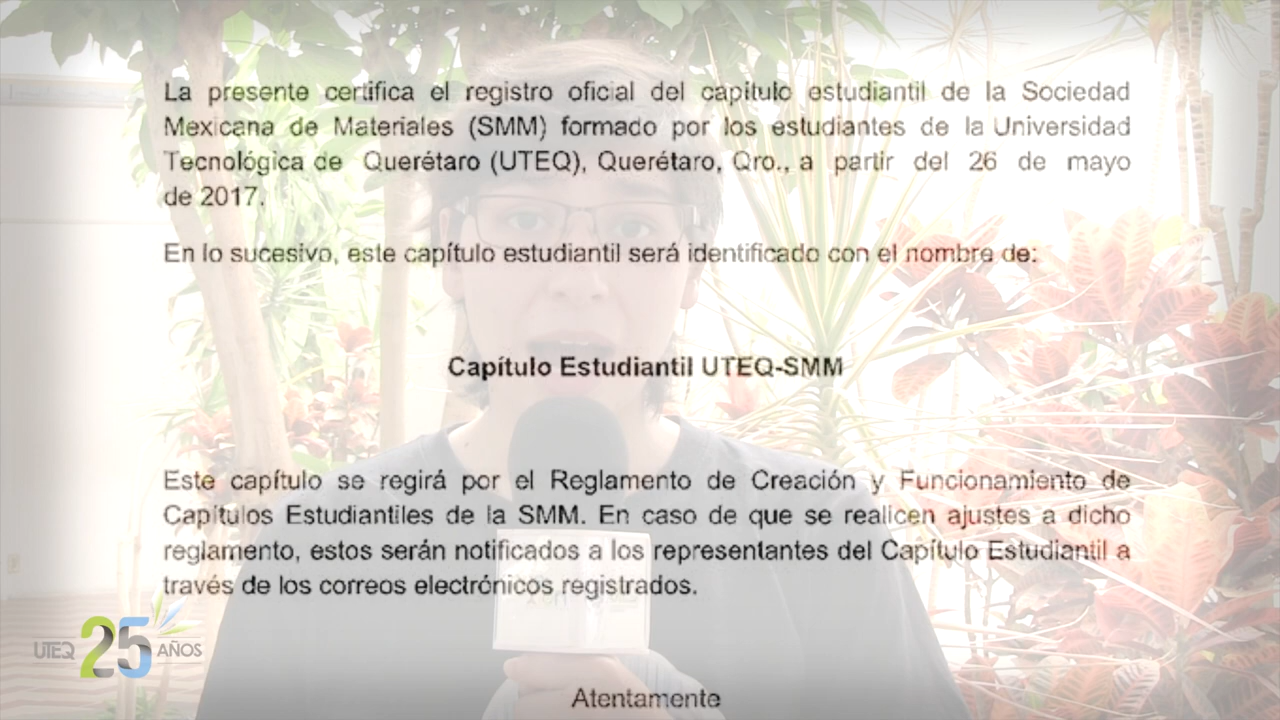 La presente certifica el registro oficial del capítulo estudiantil de la Sociedad
Mexicana de Materiales (SMM) formado por los estudiantes de la Universidad
Tecnológica de Querétaro (UTEQ), Querétaro, Qro., a partir del 26 de mayo
de 2017.
En lo sucesivo, este capítulo estudiantil será identificado con el nombre de:
Capítulo Estudiantil UTEQ-SMM
Este capítulo se regirá por el Reglamento de Creación y Funcionamiento de
Capítulos Estudiantiles de la SMM. En caso de que se realicen ajustes a dicho
reglamento, estos serán notificados a los representantes del Capítulo Estudiantil a
través de los correos electrónicos registrados.
UTEQ 25 AÑOS
Atentamente